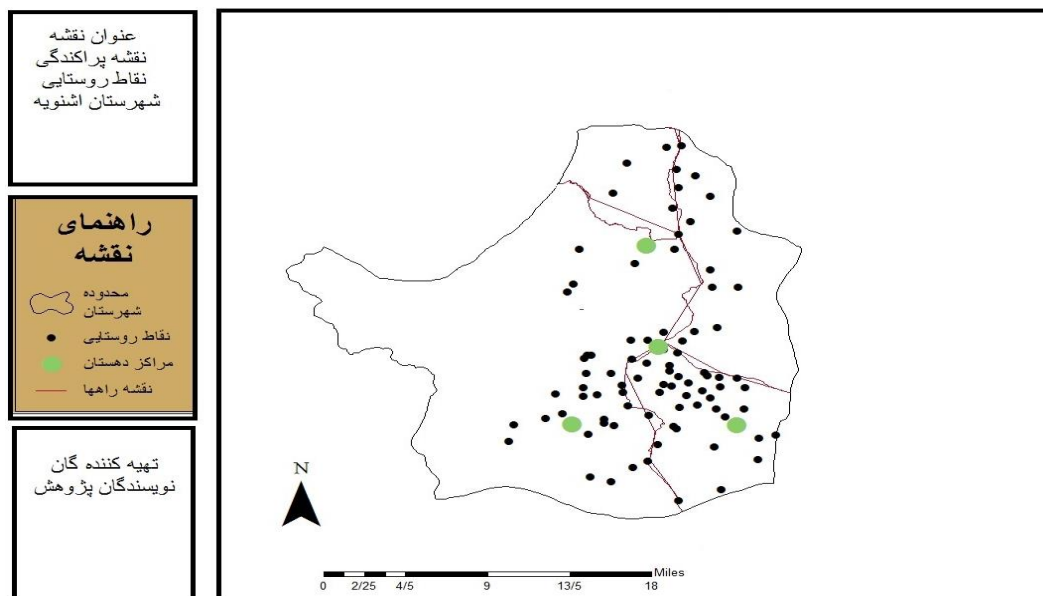 عنوان نقشه
نقشه پراکندگی
نقاط روستایی
شهرستان اشنویه
راهنمای
نقشه
محدوده
شهرستان
نقاط روستایی
مراکز دهستان
نقشه راهها
تهیه کننده گان
نویسندگان پژوهش
N
Miles
0 2/25 4/5 9 13/5 18